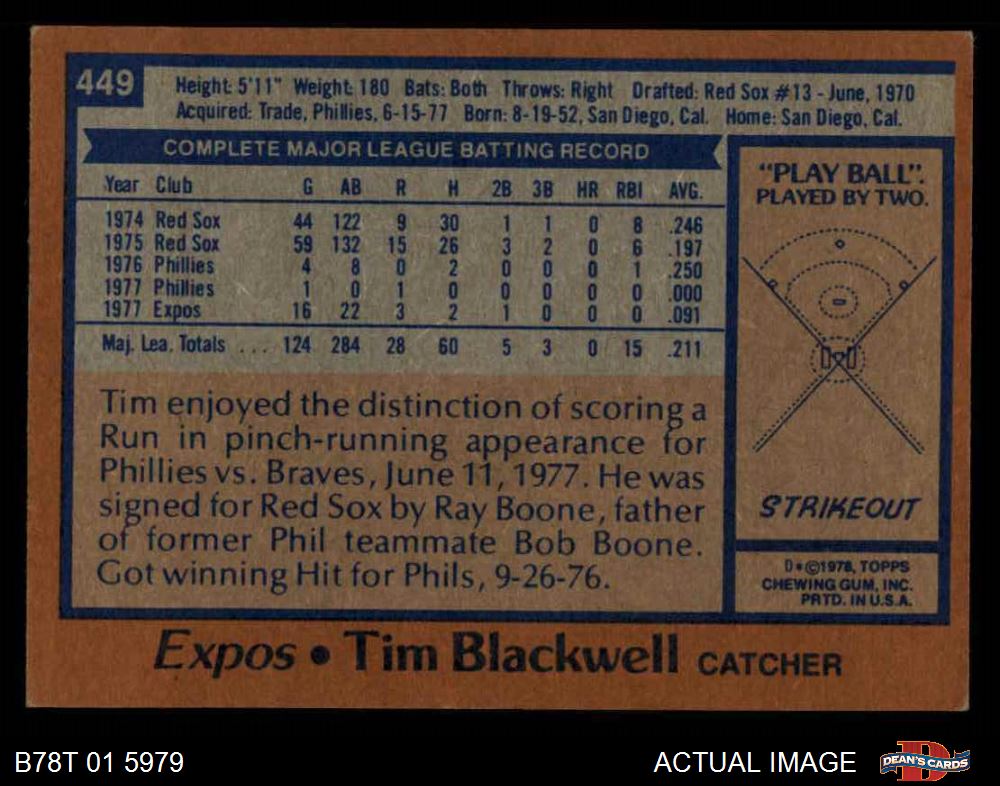 449
Height: 5'11" Weight: 180 Bats: Both Throws: Right Drafted: Red Sox #13 - June, 1970
Acquired: Trade, Phillies, 6-15-77 Born: 8-19-52, San Diego, Cal. Home: San Diego, Cal.
COMPLETE MAJOR LEAGUE BATTING RECORD
Year Club G AB R H 2B 3B HR RBI AVG.
1974 Red Sox 44 122 9 30 1 1 0 8 .246
1975 Red Sox 59 132 15 26 3 2 0 6 .197
1976 Phillies 4 8 0 2 0 0 0 1 .250
1977 Phillies 1 0 1 0 0 0 0 0 .000
1977 Expos 16 22 3 2 1 0 0 0 .091
Maj. Lea. Totals ... 124 284 28 60 5 3 0 15 .211
Tim enjoyed the distinction of scoring a
Run in pinch-running appearance for
Phillies vs. Braves, June 11, 1977. He was
signed for Red Sox by Ray Boone, father
of former Phil teammate Bob Boone.
Got winning Hit for Phils, 9-26-76.
"PLAY BALL".
PLAYED BY TWO.
STRIKEOUT
D*©1978, TOPPS
CHEWING GUM, INC.
PRTD. IN U.S.A.
Expos • Tim Blackwell CATCHER
B78T 01 5979
ACTUAL IMAGE
D
DEAN'S CARDS